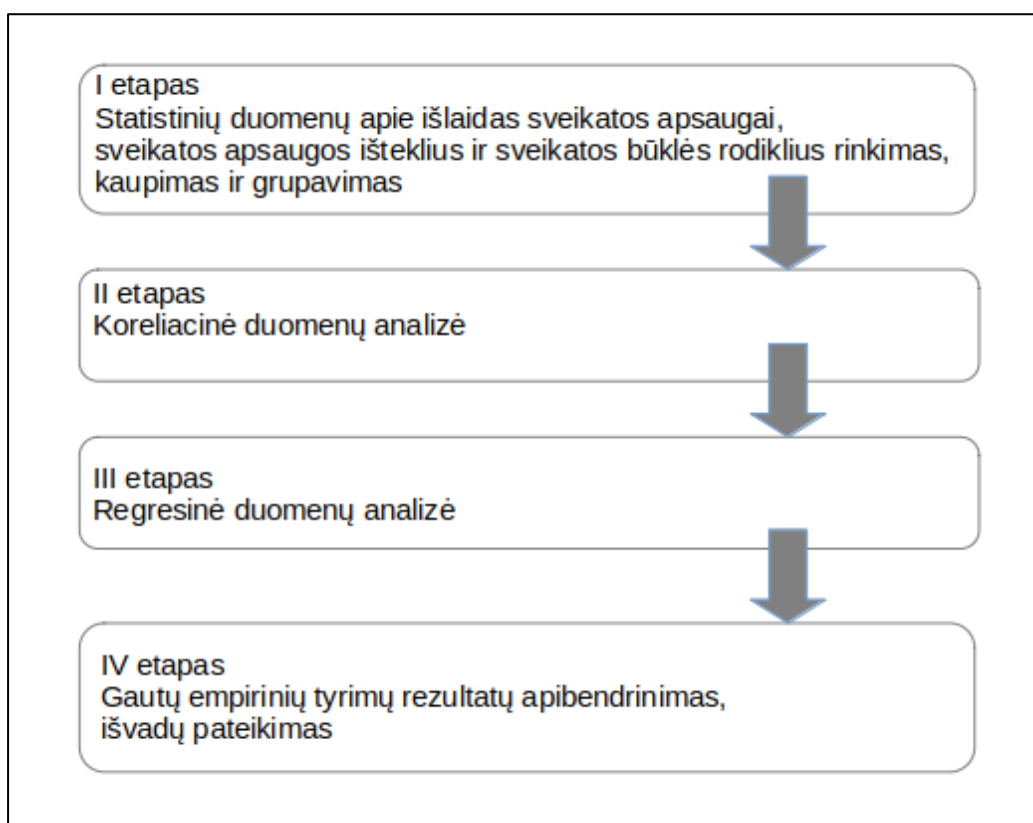 I etapas
Statistinių duomenų apie išlaidas sveikatos apsaugai,
sveikatos apsaugos išteklius ir sveikatos būklės rodiklius rinkimas,
kaupimas ir grupavimas
II etapas
Koreliacinė duomenų analizė
III etapas
Regresinė duomenų analizė
IV etapas
Gautų empirinių tyrimų rezultatų apibendrinimas,
išvadų pateikimas